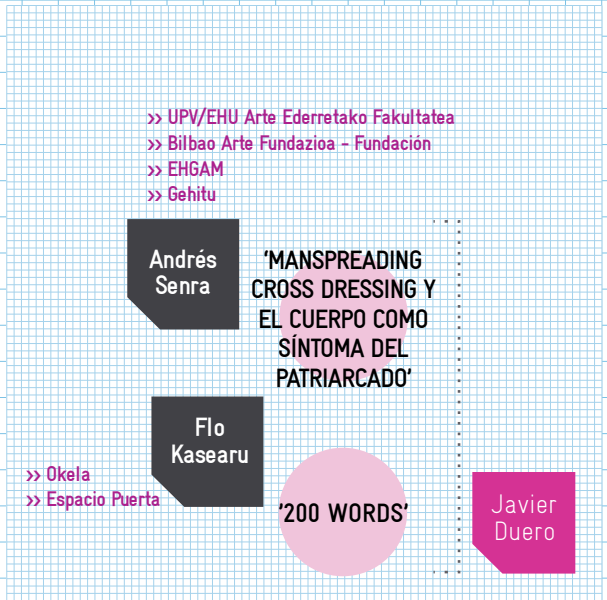 >> UPV/EHU Arte Ederretako Fakultatea
>> Bilbao Arte Fundazioa - Fundación
>> EHGAM
>> Gehitu
Andrés
Senra
'MANSPREADING
CROSS DRESSING Y
EL CUERPO COMO
SÍNTOMA DEL
PATRIARCADO'
Flo
Kasearu
>> Okela
>> Espacio Puerta
'200 WORDS'
Javier
Duero